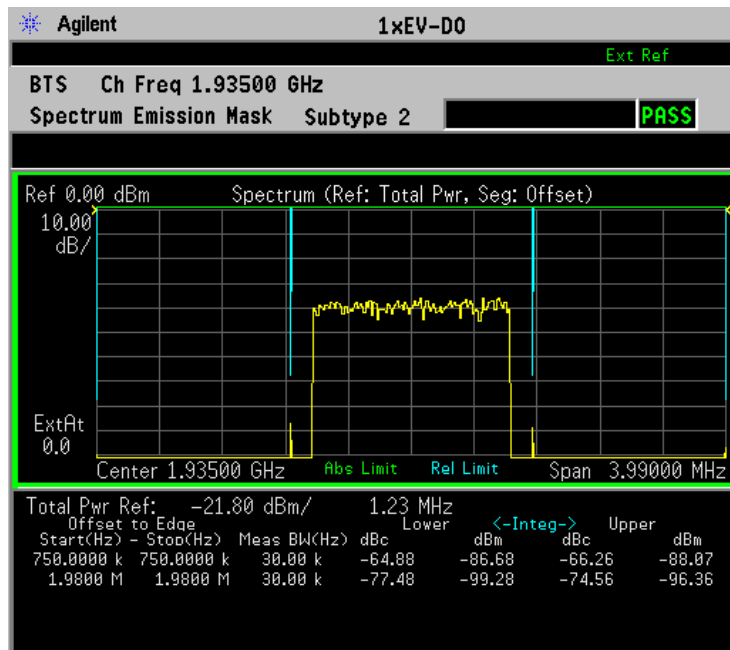 Agilent 1xEV-DO
Ext Ref
BTS Ch Freq 1.93500 GHz
Spectrum Emission Mask Subtype 2 PASS
Ref 0.00 dBm Spectrum (Ref: Total Pwr, Seg: Offset)
10.00
dB/
ExtAt
0.0
Center 1.93500 GHz Abs Limit Rel Limit Span 3.99000 MHz
Total Pwr Ref: -21.80 dBm/ 1.23 MHz
Offset to Edge Lower <-Integ-> Upper
Start(Hz) - Stop(Hz) Meas BW(Hz) dBc dBm dBc dBm
750.0000 k 750.0000 k 30.00 k -64.88 -86.68 -66.26 -88.07
1.9800 M 1.9800 M 30.00 k -77.48 -99.28 -74.56 -96.36